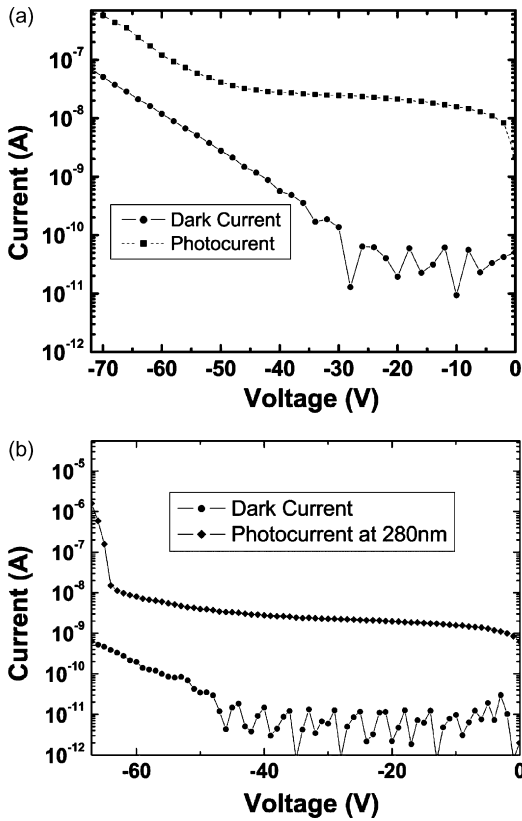 (a)
10⁻⁷
10⁻⁸
10⁻⁹
10⁻¹⁰
10⁻¹¹
10⁻¹²
Current (A)
Dark Current
Photocurent
-70 -60 -50 -40 -30 -20 -10 0
Voltage (V)
(b)
10⁻⁵
10⁻⁶
10⁻⁷
10⁻⁸
10⁻⁹
10⁻¹⁰
10⁻¹¹
10⁻¹²
Current (A)
Dark Current
Photocurrent at 280nm
-60 -40 -20 0
Voltage (V)